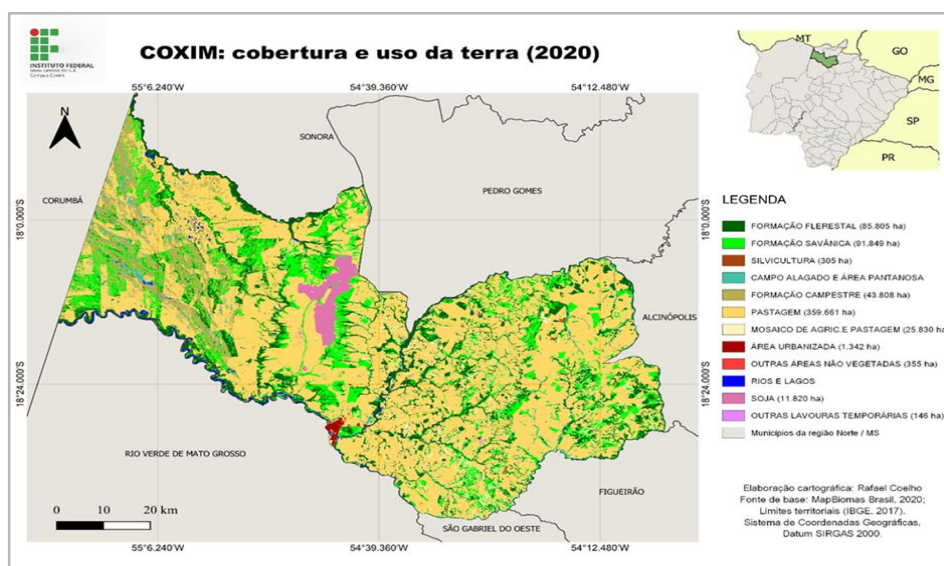 INSTITUTO FEDERAL
Campus Coxim
COXIM: cobertura e uso da terra (2020)
MT
GO
MG
SP
PR
55°6.240'W
54°39.360'W
54°12.480'W
N
SONORA
CORUMBÁ
PEDRO GOMES
18°0.000'S
18°0.000'S
ALCINÓPOLIS
18°24.000'S
18°24.000'S
RIO VERDE DE MATO GROSSO
FIGUEIRÃO
SÃO GABRIEL DO OESTE
0 10 20 km
55°6.240'W
54°39.360'W
54°12.480'W
LEGENDA
FORMAÇÃO FLERESTAL (85.805 ha)
FORMAÇÃO SAVÂNICA (91.849 ha)
SILVICULTURA (305 ha)
CAMPO ALAGADO E ÁREA PANTANOSA
FORMAÇÃO CAMPESTRE (43.808 ha)
PASTAGEM (359.661 ha)
MOSAICO DE AGRIC.E PASTAGEM (25.830 ha)
ÁREA URBANIZADA (1.342 ha)
OUTRAS ÁREAS NÃO VEGETADAS (355 ha)
RIOS E LAGOS
SOJA (11.820 ha)
OUTRAS LAVOURAS TEMPORÁRIAS (146 ha)
Municípios da região Norte / MS
Elaboração cartográfica: Rafael Coelho
Fonte de base: MapBiomas Brasil, 2020;
Limites territoriais (IBGE, 2017).
Sistema de Coordenadas Geográficas,
Datum SIRGAS 2000.